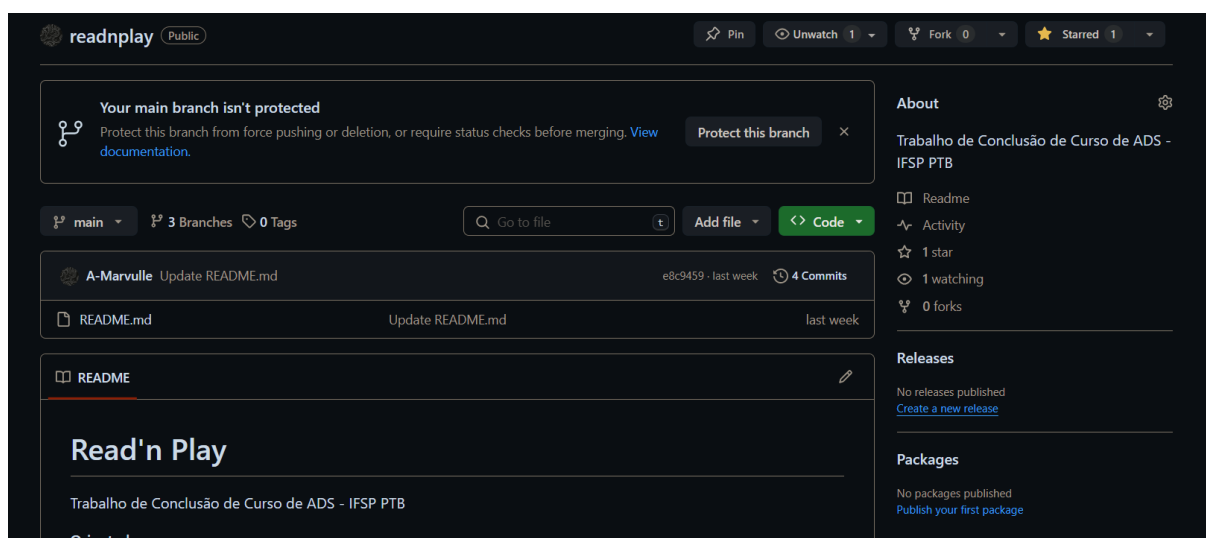 readnplay Public
Pin
Unwatch 1
Fork 0
Starred 1
Your main branch isn't protected
Protect this branch from force pushing or deletion, or require status checks before merging. View
documentation.
Protect this branch
main
3 Branches
0 Tags
Go to file
t
Add file
Code
A-Marvulle Update README.md
e8c9459 · last week
4 Commits
README.md
Update README.md
last week
README
Read'n Play
Trabalho de Conclusão de Curso de ADS - IFSP PTB
About
Trabalho de Conclusão de Curso de ADS -
IFSP PTB
Readme
Activity
1 star
1 watching
0 forks
Releases
No releases published
Create a new release
Packages
No packages published
Publish your first package